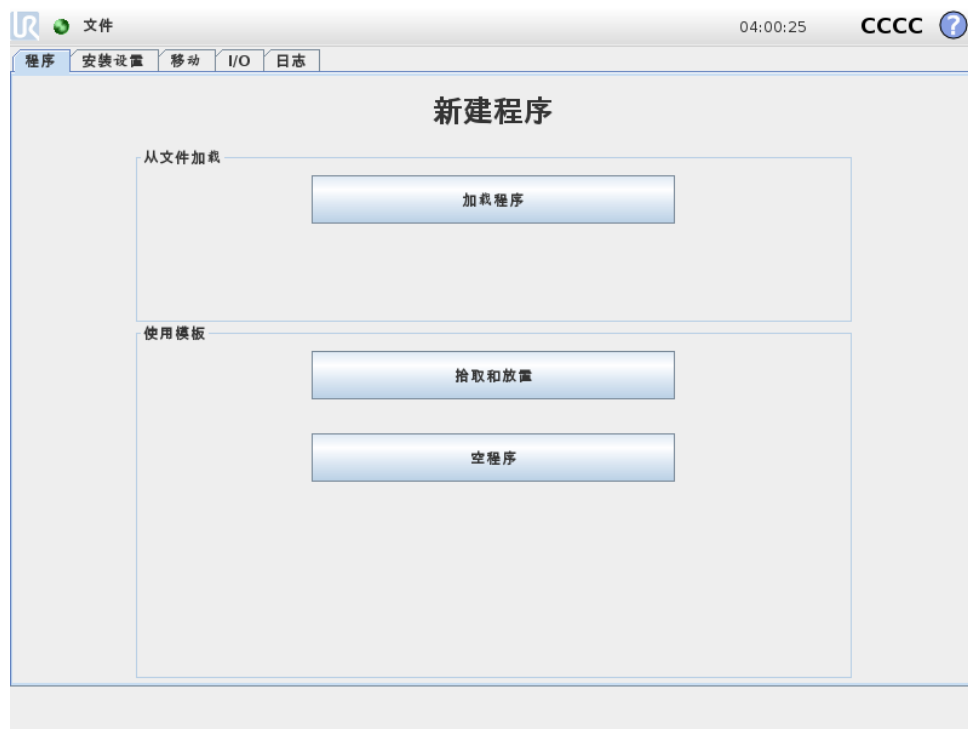 UR 文件 04:00:25 CCCC ?
程序 安装设置 移动 I/O 日志
新建程序
从文件加载
加载程序
使用模板
拾取和放置
空程序